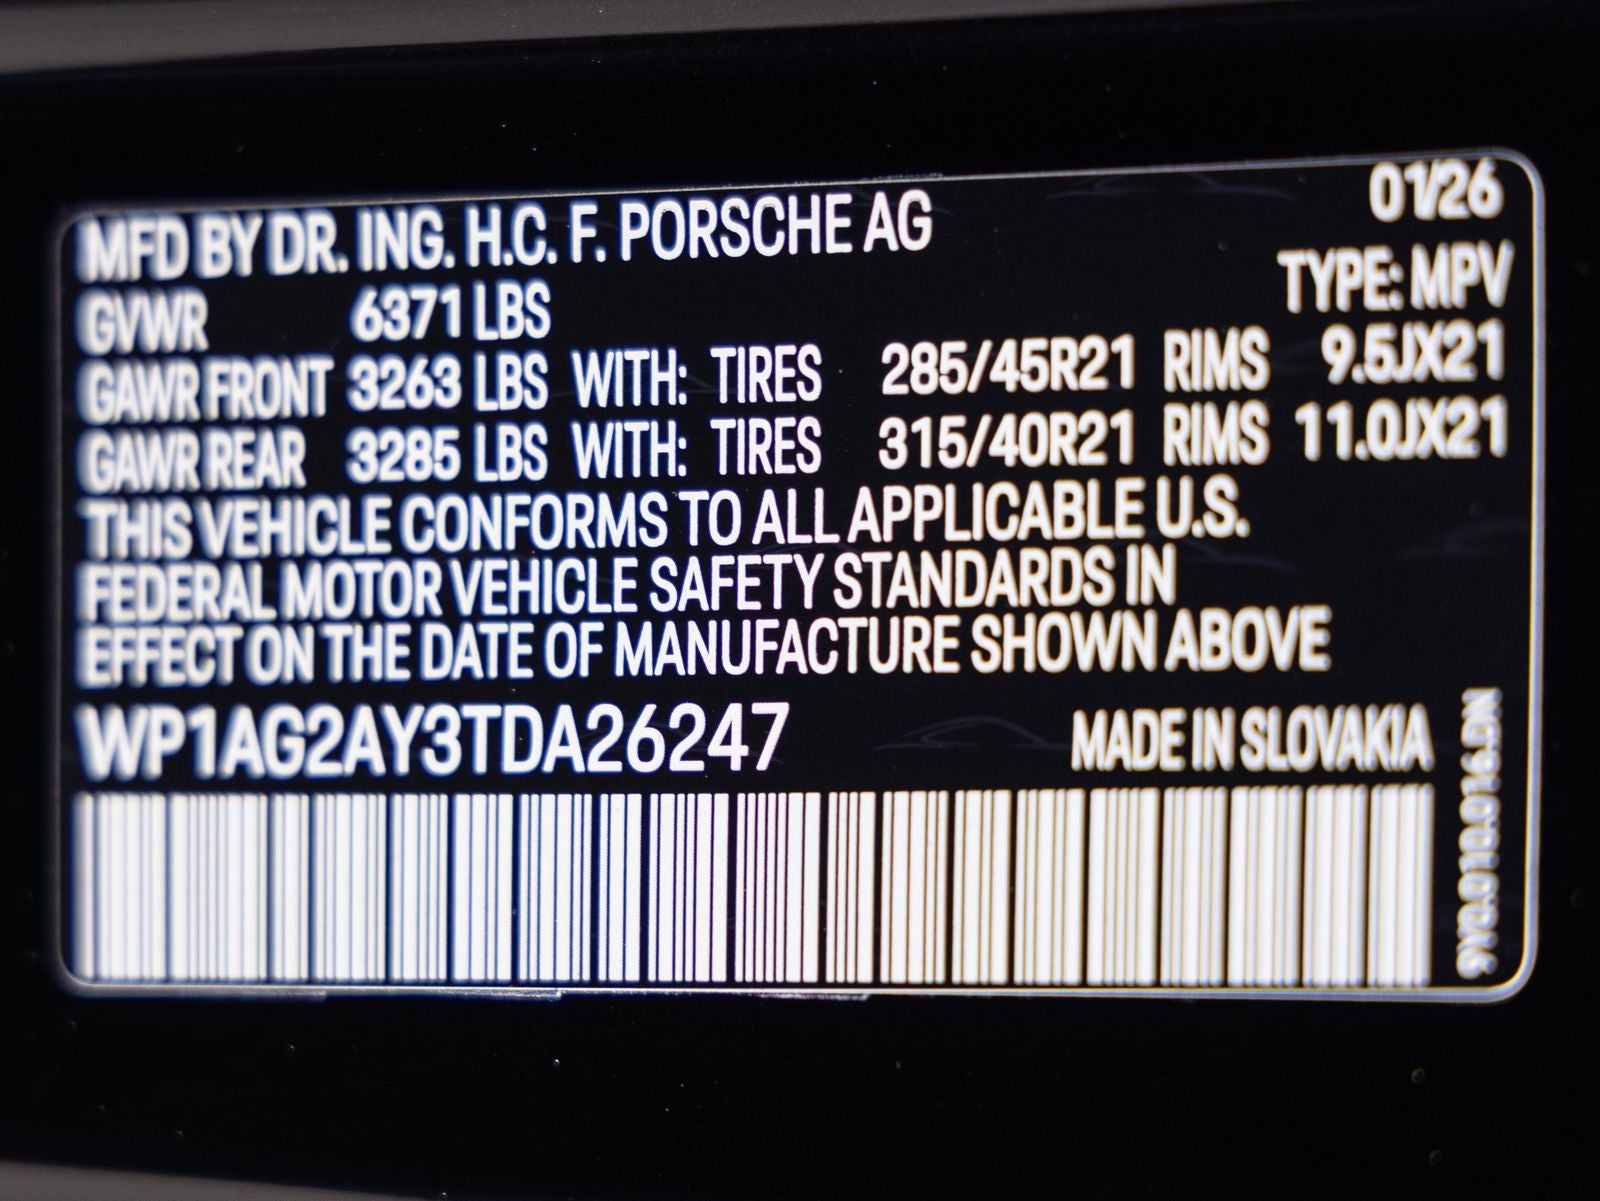 01/26
MFD BY DR. ING. H.C. F. PORSCHE AG
TYPE: MPV
GVWR 6371 LBS
GAWR FRONT 3263 LBS WITH: TIRES 285/45R21 RIMS 9.5JX21
GAWR REAR 3285 LBS WITH: TIRES 315/40R21 RIMS 11.0JX21
THIS VEHICLE CONFORMS TO ALL APPLICABLE U.S.
FEDERAL MOTOR VEHICLE SAFETY STANDARDS IN
EFFECT ON THE DATE OF MANUFACTURE SHOWN ABOVE
WP1AG2AY3TDA26247
MADE IN SLOVAKIA